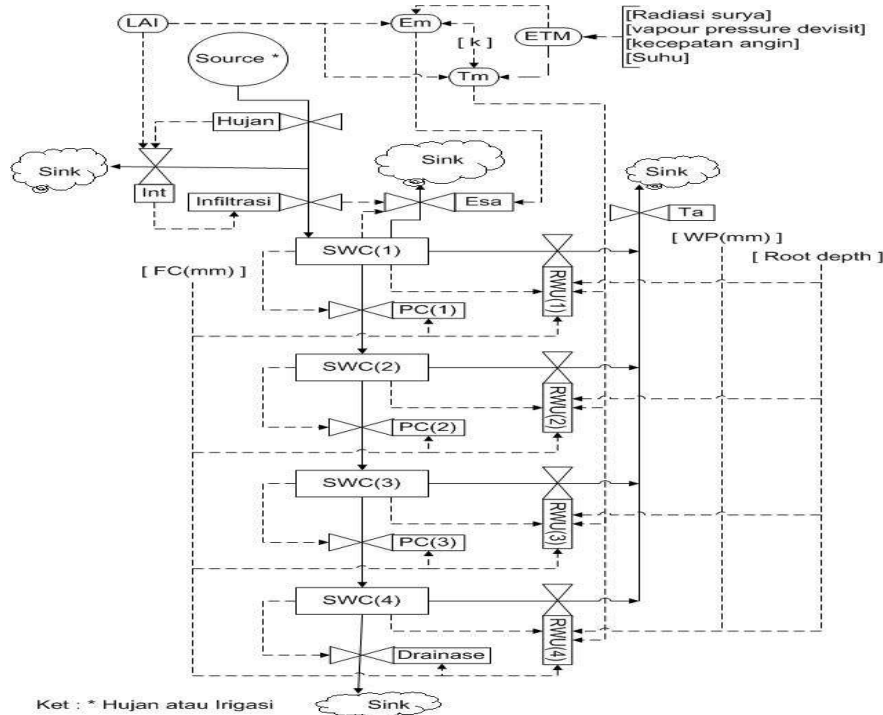 LAI
Em
[Radiasi surya]
[vapour pressure devisit]
[kecepatan angin]
[Suhu]
ETM
[ k ]
Source *
Tm
Hujan
Sink
Sink
Sink
Int
Infiltrasi
Esa
Ta
SWC(1)
[ WP(mm) ]
[ Root depth ]
[ FC(mm) ]
RWU(1)
PC(1)
SWC(2)
RWU(2)
PC(2)
SWC(3)
RWU(3)
PC(3)
SWC(4)
RWU(4)
Drainase
Ket : * Hujan atau Irigasi
Sink